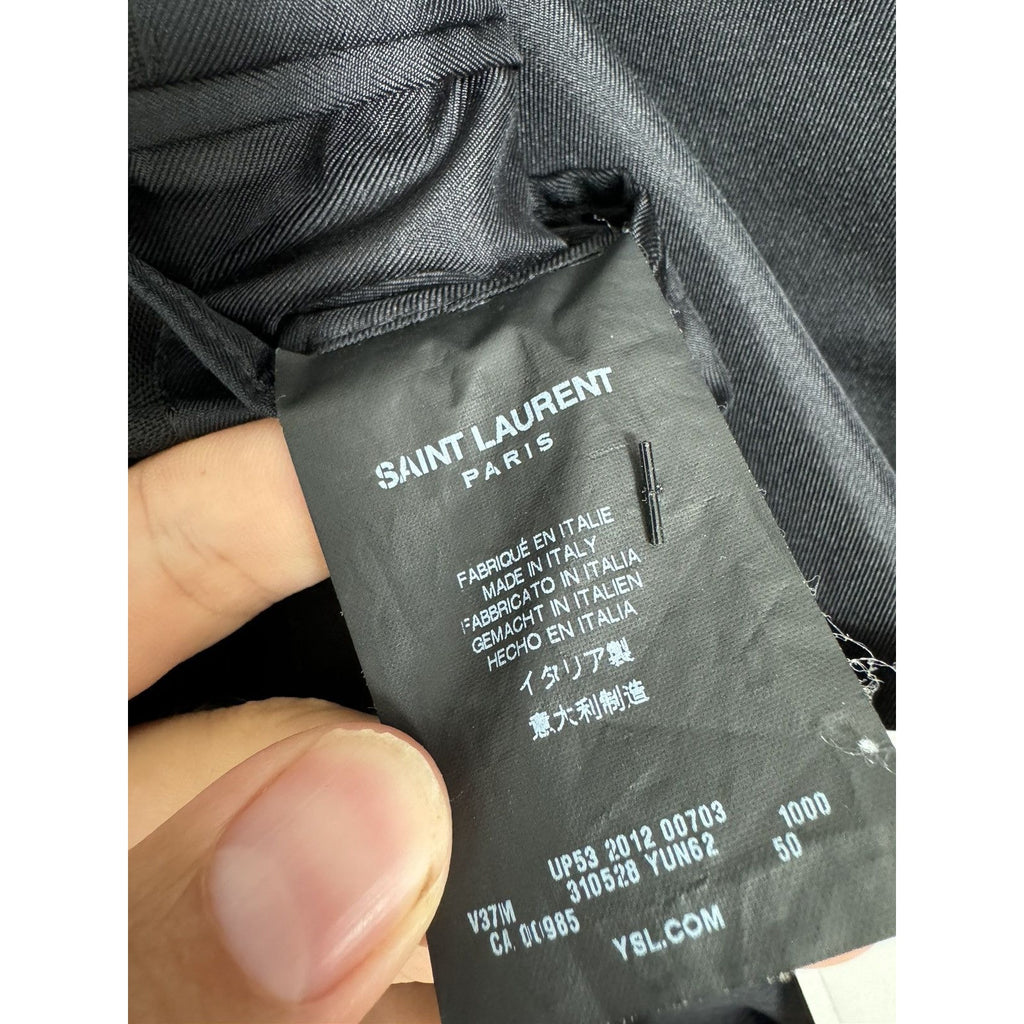 SAINT LAURENT
PARIS
FABRIQUÉ EN ITALIE
MADE IN ITALY
FABBRICATO IN ITALIA
GEMACHT IN ITALIEN
HECHO EN ITALIA
イタリア製
意大利制造
UP53 2012 00703 1000
V37/M 310528 YUN62 50
CA 00985
YSL.COM